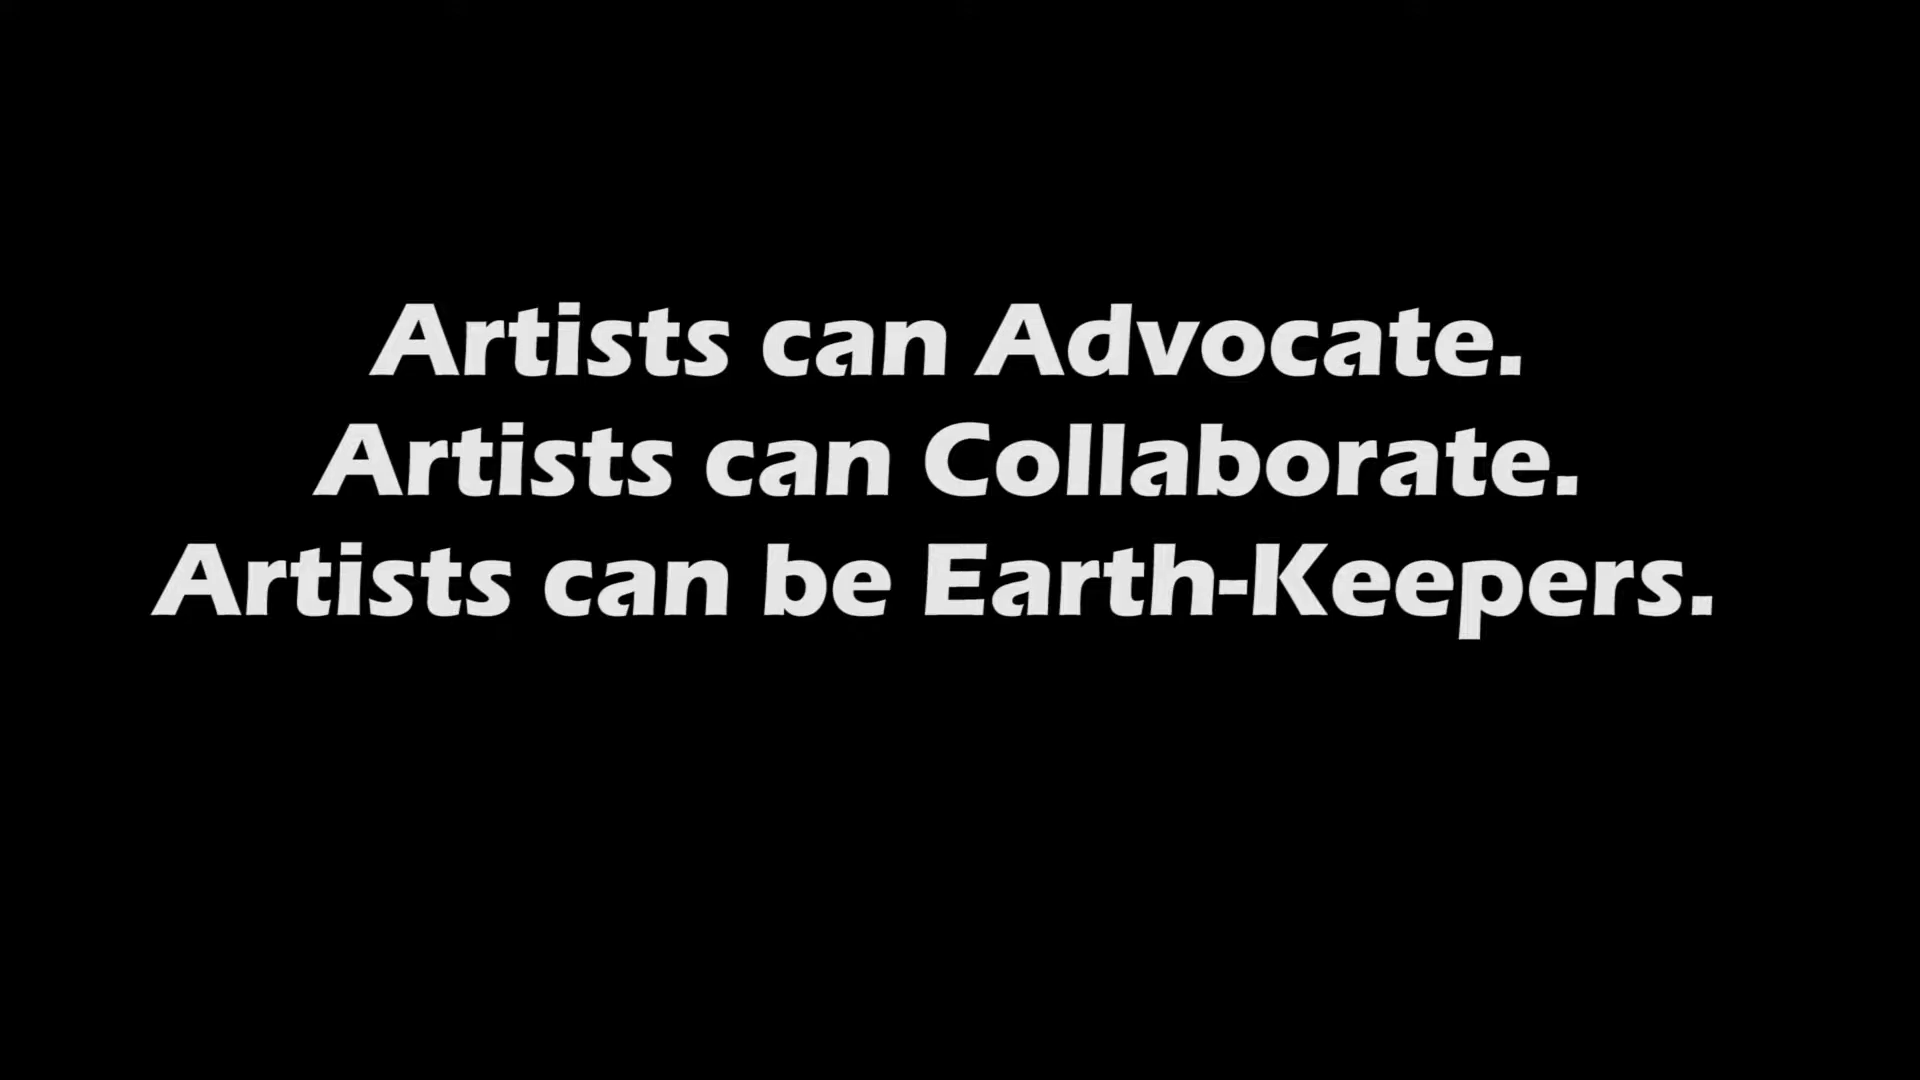 Artists can Advocate.
Artists can Collaborate.
Artists can be Earth-Keepers.